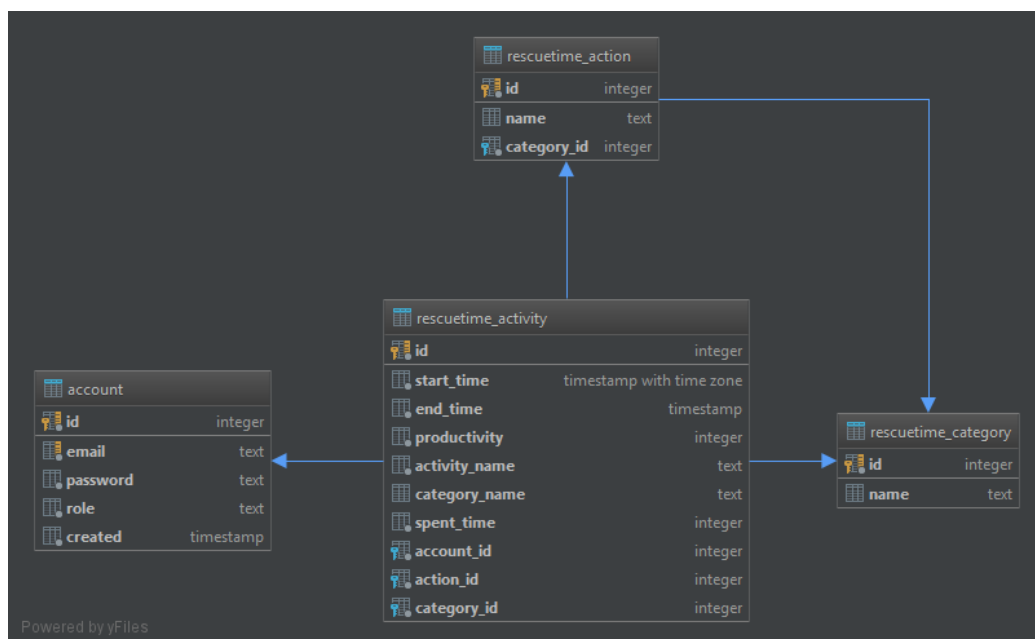 rescuetime_action
id integer
name text
category_id integer
rescuetime_activity
id integer
start_time timestamp with time zone
end_time timestamp
productivity integer
activity_name text
category_name text
spent_time integer
account_id integer
action_id integer
category_id integer
account
id integer
email text
password text
role text
created timestamp
rescuetime_category
id integer
name text
Powered by yFiles